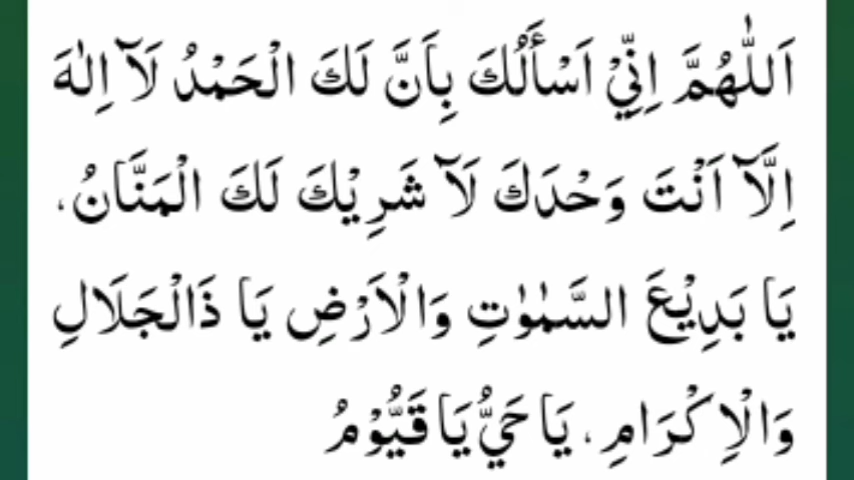 اَللّٰهُمَّ اِنِّيْ اَسْأَلُكَ بِاَنَّ لَكَ الْحَمْدُ لَآ اِلٰهَ
اِلَّآ اَنْتَ وَحْدَكَ لَآ شَرِيْكَ لَكَ الْمَنَّانُ،
يَا بَدِيْعَ السَّمٰوٰتِ وَالْاَرْضِ يَا ذَالْجَلَالِ
وَالْاِكْرَامِ، يَا حَيُّ يَا قَيُّوْمُ